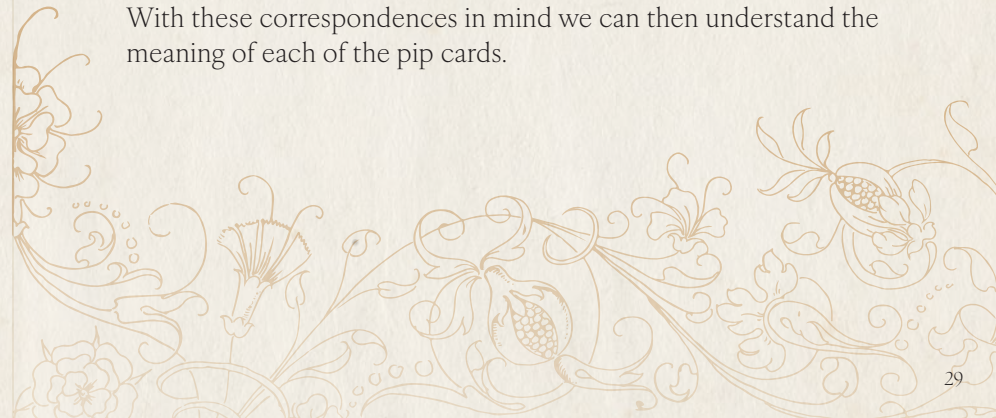 With these correspondences in mind we can then understand the
meaning of each of the pip cards.
29